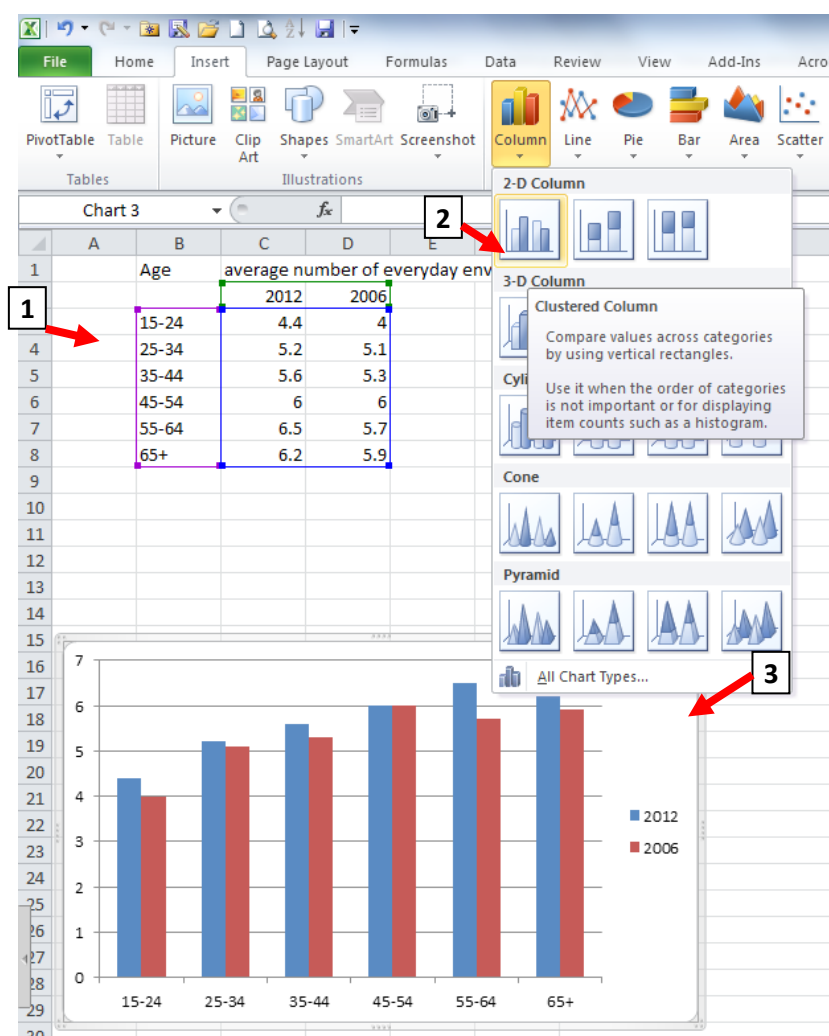 File Home Insert Page Layout Formulas Data Review View Add-Ins Acro
PivotTable Table Picture Clip Art Shapes SmartArt Screenshot Column Line Pie Bar Area Scatter
Tables Illustrations
2-D Column
Chart 3 fx
2
A B C D E
3-D Column
1 Age average number of everyday env
2012 2006
1
Clustered Column
Compare values across categories
by using vertical rectangles.
Use it when the order of categories
is not important or for displaying
item counts such as a histogram.
15-24 4.4 4
4 25-34 5.2 5.1
5 35-44 5.6 5.3
Cyli
6 45-54 6 6
7 55-64 6.5 5.7
8 65+ 6.2 5.9
9
Cone
10
11
12
13
Pyramid
14
15
16
All Chart Types...
3
17
18
19
20
21
22
23
24
25
26
27
28
29
30
7
6
5
4
3
2
1
0
2012
2006
15-24 25-34 35-44 45-54 55-64 65+